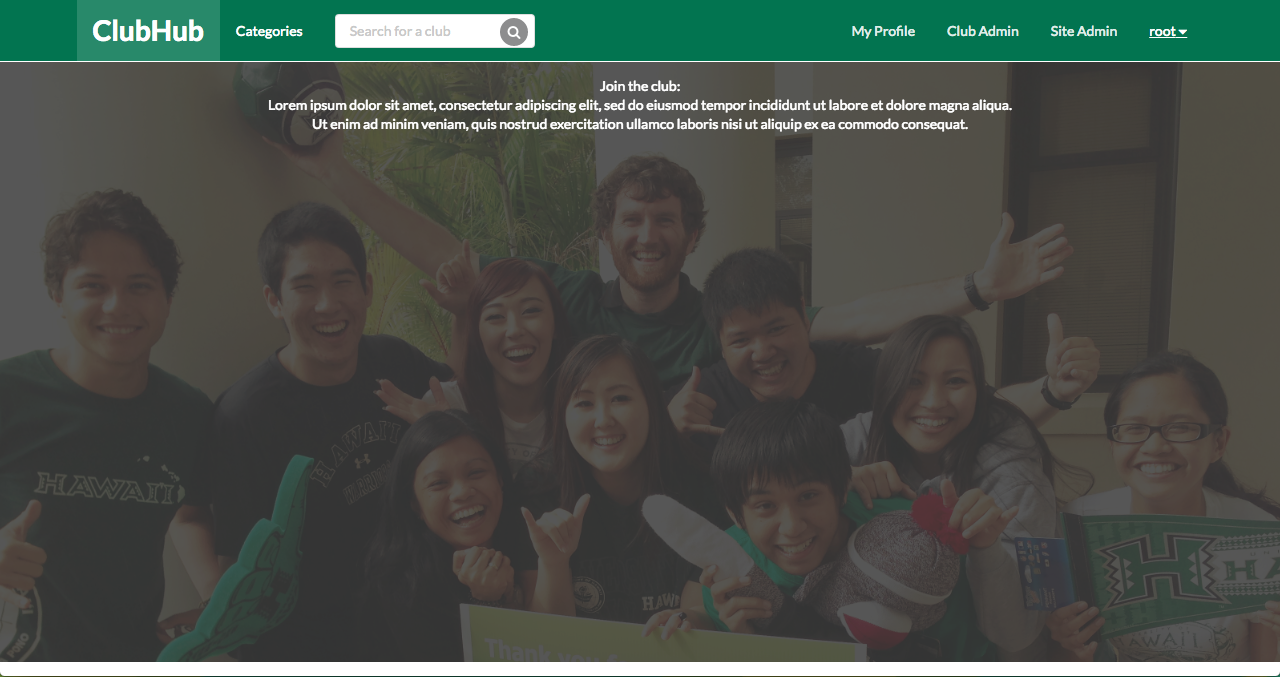 ClubHub
Categories
Search for a club
My Profile
Club Admin
Site Admin
root
Join the club:
Lorem ipsum dolor sit amet, consectetur adipiscing elit, sed do eiusmod tempor incididunt ut labore et dolore magna aliqua.
Ut enim ad minim veniam, quis nostrud exercitation ullamco laboris nisi ut aliquip ex ea commodo consequat.
HAWAII
HAWAII
H
HAWAII
Thank you